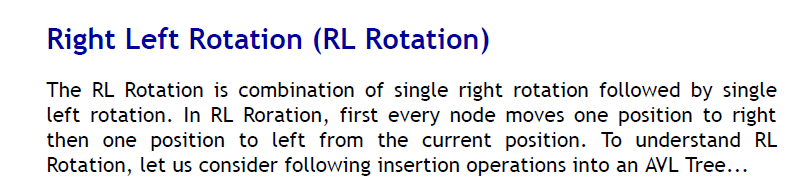 Right Left Rotation (RL Rotation)
The RL Rotation is combination of single right rotation followed by single
left rotation. In RL Roration, first every node moves one position to right
then one position to left from the current position. To understand RL
Rotation, let us consider following insertion operations into an AVL Tree...